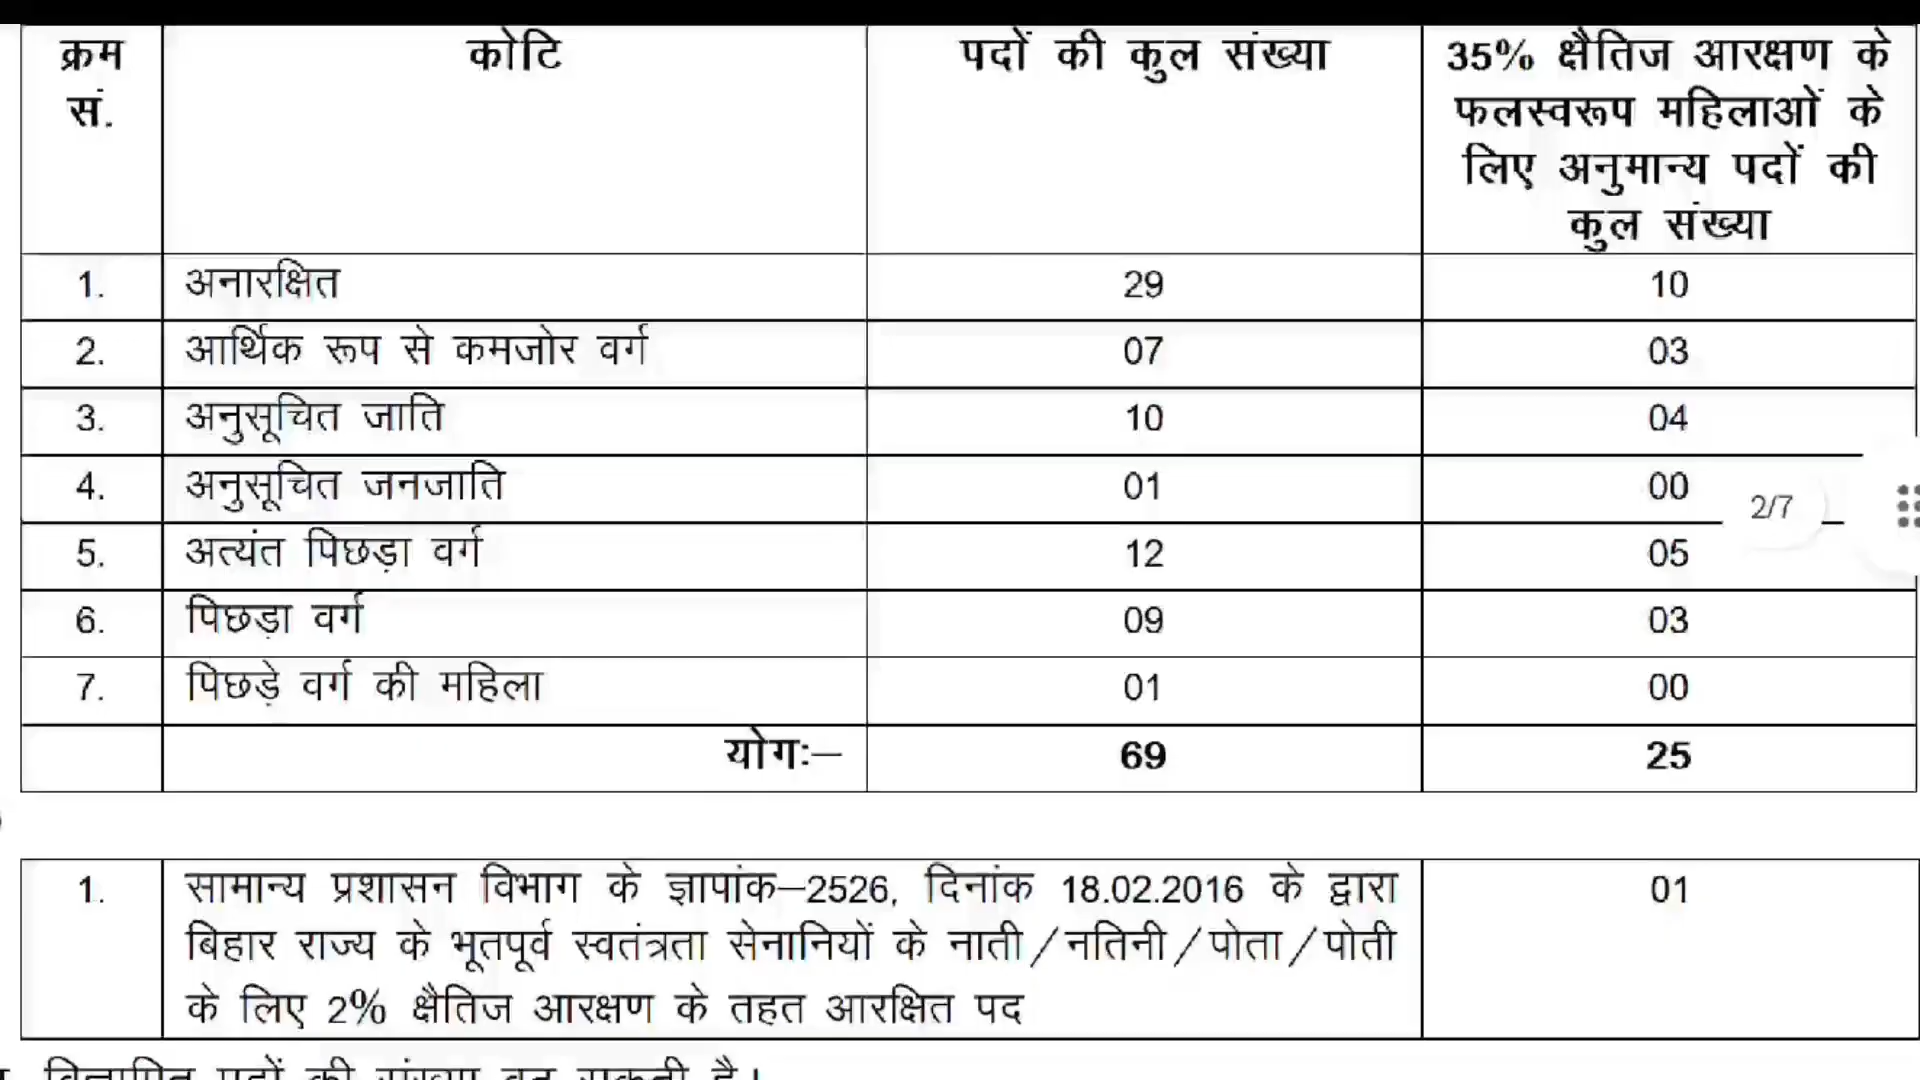 क्रम सं.
कोटि
पदों की कुल संख्या
35% क्षैतिज आरक्षण के
फलस्वरूप महिलाओं के
लिए अनुमान्य पदों की
कुल संख्या
1. अनारक्षित 29 10
2. आर्थिक रूप से कमजोर वर्ग 07 03
3. अनुसूचित जाति 10 04
4. अनुसूचित जनजाति 01 00
2/7
5. अत्यंत पिछड़ा वर्ग 12 05
6. पिछड़ा वर्ग 09 03
7. पिछड़े वर्ग की महिला 01 00
योगः– 69 25
1. सामान्य प्रशासन विभाग के ज्ञापांक–2526, दिनांक 18.02.2016 के द्वारा 01
बिहार राज्य के भूतपूर्व स्वतंत्रता सेनानियों के नाती/नतिनी/पोता/पोती
के लिए 2% क्षैतिज आरक्षण के तहत आरक्षित पद